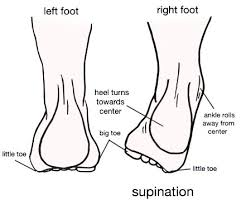 left foot
right foot
heel turns
towards
center
ankle rolls
away from
center
big toe
little toe
little toe
supination